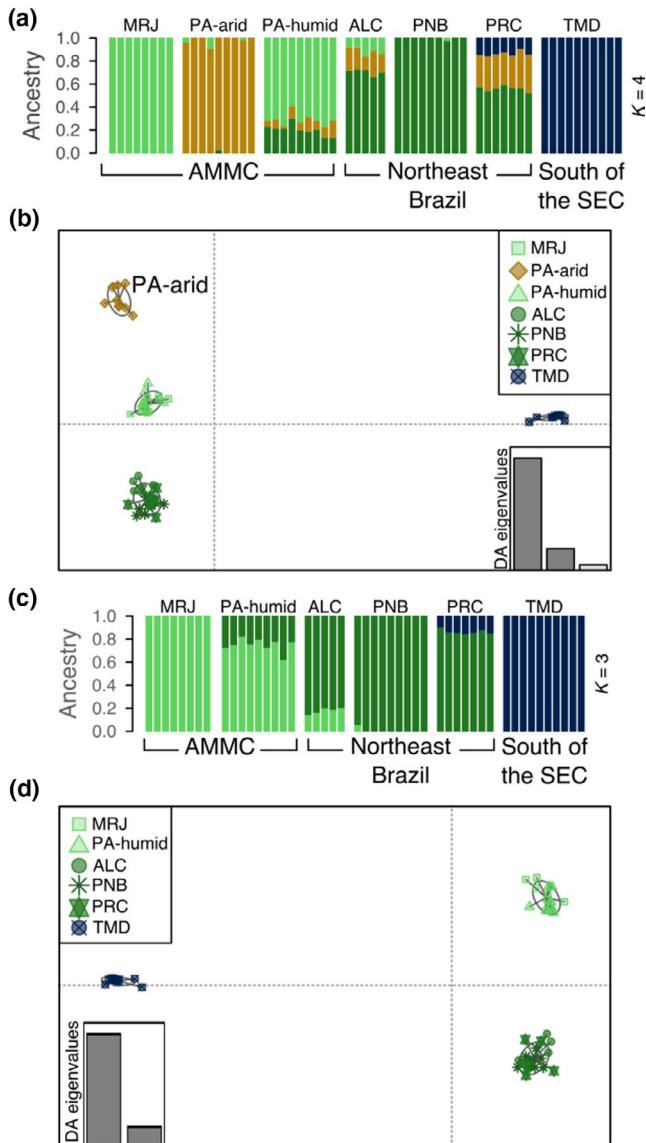 (a)
MRJ PA-arid PA-humid ALC PNB PRC TMD
1.0
0.8
0.6
0.4
0.2
0.0
Ancestry
K = 4
AMMC Northeast Brazil South of the SEC
(b)
PA-arid
MRJ
PA-arid
PA-humid
ALC
PNB
PRC
TMD
DA eigenvalues
(c)
MRJ PA-humid ALC PNB PRC TMD
1.0
0.8
0.6
0.4
0.2
0.0
Ancestry
K = 3
AMMC Northeast Brazil South of the SEC
(d)
MRJ
PA-humid
ALC
PNB
PRC
TMD
DA eigenvalues